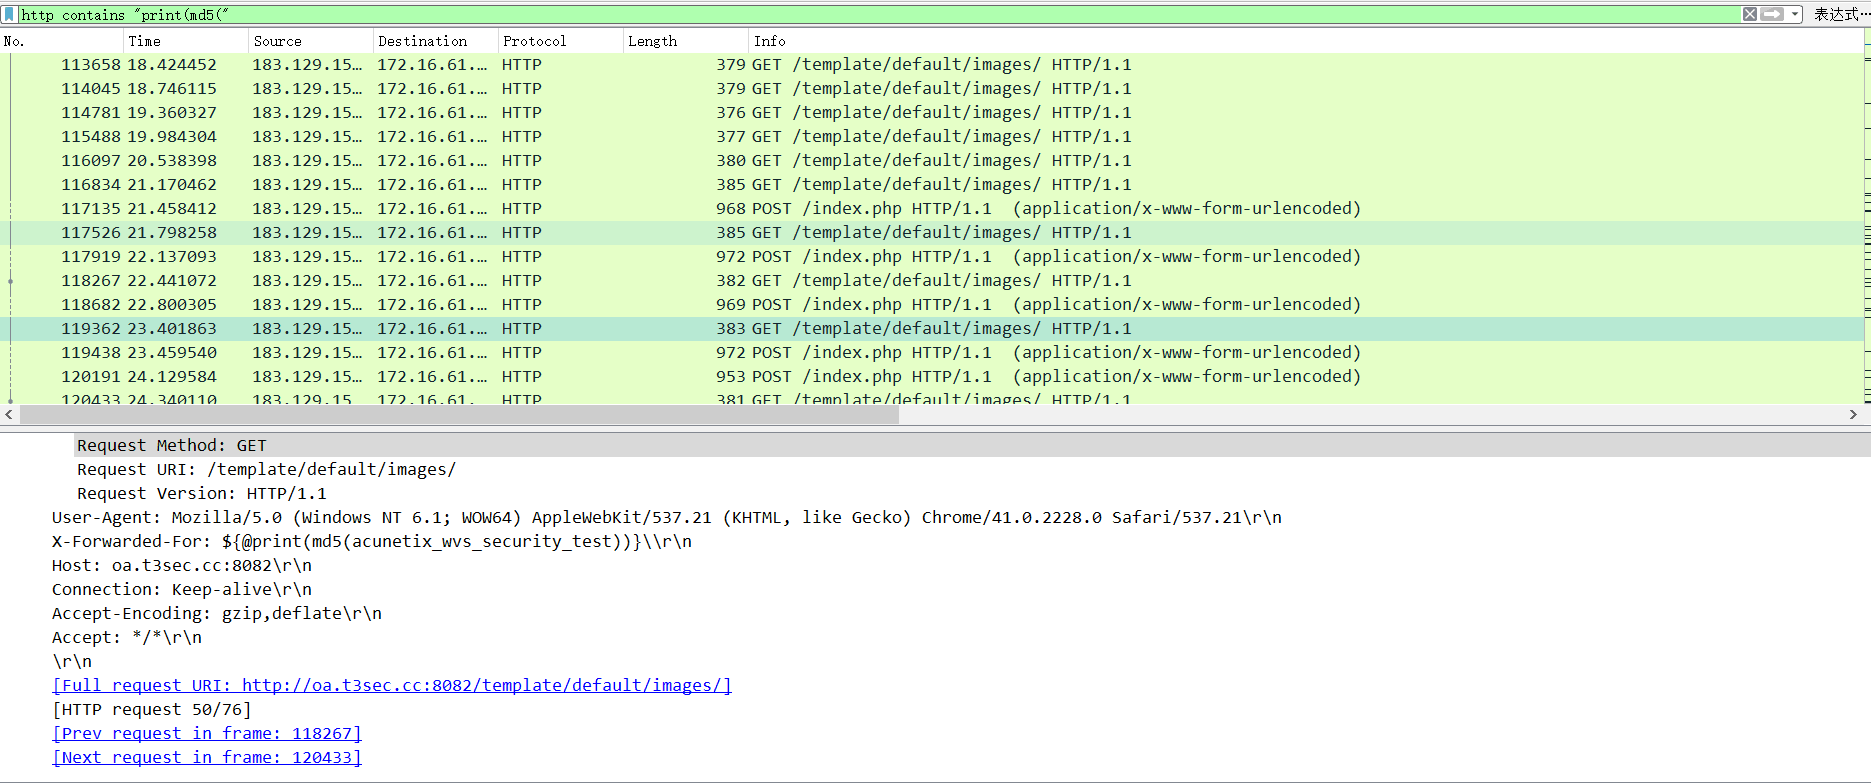 http contains "print(md5(" 表达式…
No. Time Source Destination Protocol Length Info
113658 18.424452 183.129.15… 172.16.61.… HTTP 379 GET /template/default/images/ HTTP/1.1
114045 18.746115 183.129.15… 172.16.61.… HTTP 379 GET /template/default/images/ HTTP/1.1
114781 19.360327 183.129.15… 172.16.61.… HTTP 376 GET /template/default/images/ HTTP/1.1
115488 19.984304 183.129.15… 172.16.61.… HTTP 377 GET /template/default/images/ HTTP/1.1
116097 20.538398 183.129.15… 172.16.61.… HTTP 380 GET /template/default/images/ HTTP/1.1
116834 21.170462 183.129.15… 172.16.61.… HTTP 385 GET /template/default/images/ HTTP/1.1
117135 21.458412 183.129.15… 172.16.61.… HTTP 968 POST /index.php HTTP/1.1 (application/x-www-form-urlencoded)
117526 21.798258 183.129.15… 172.16.61.… HTTP 385 GET /template/default/images/ HTTP/1.1
117919 22.137093 183.129.15… 172.16.61.… HTTP 972 POST /index.php HTTP/1.1 (application/x-www-form-urlencoded)
118267 22.441072 183.129.15… 172.16.61.… HTTP 382 GET /template/default/images/ HTTP/1.1
118682 22.800305 183.129.15… 172.16.61.… HTTP 969 POST /index.php HTTP/1.1 (application/x-www-form-urlencoded)
119362 23.401863 183.129.15… 172.16.61.… HTTP 383 GET /template/default/images/ HTTP/1.1
119438 23.459540 183.129.15… 172.16.61.… HTTP 972 POST /index.php HTTP/1.1 (application/x-www-form-urlencoded)
120191 24.129584 183.129.15… 172.16.61.… HTTP 953 POST /index.php HTTP/1.1 (application/x-www-form-urlencoded)
120433 24.340110 183.129.15… 172.16.61.… HTTP 381 GET /template/default/images/ HTTP/1.1
Request Method: GET
Request URI: /template/default/images/
Request Version: HTTP/1.1
User-Agent: Mozilla/5.0 (Windows NT 6.1; WOW64) AppleWebKit/537.21 (KHTML, like Gecko) Chrome/41.0.2228.0 Safari/537.21\r\n
X-Forwarded-For: ${@print(md5(acunetix_wvs_security_test))}\\r\n
Host: oa.t3sec.cc:8082\r\n
Connection: Keep-alive\r\n
Accept-Encoding: gzip,deflate\r\n
Accept: */*\r\n
\r\n
[Full request URI: http://oa.t3sec.cc:8082/template/default/images/]
[HTTP request 50/76]
[Prev request in frame: 118267]
[Next request in frame: 120433]